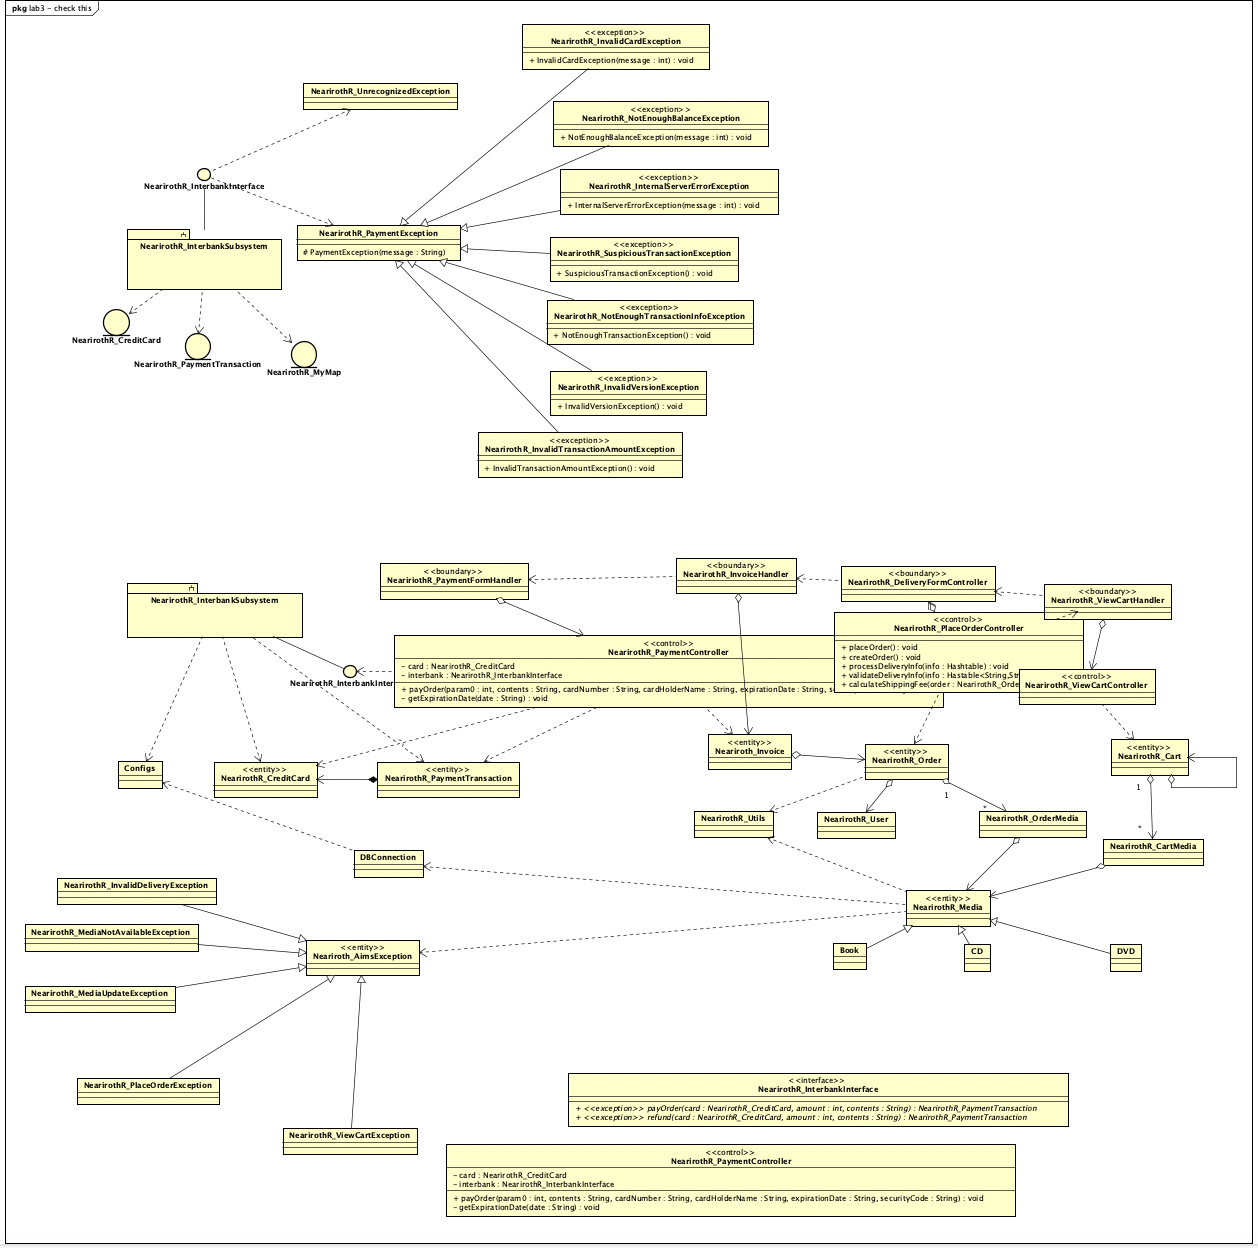 pkg lab3 - check this
<<exception>>
NearirothR_InvalidCardException
+ InvalidCardException(message : int) : void
NearirothR_UnrecognizedException
<<exception>>
NearirothR_NotEnoughBalanceException
+ NotEnoughBalanceException(message : int) : void
NearirothR_InterbankInterface
<<exception>>
NearirothR_InternalServerErrorException
+ InternalServerErrorException(message : int) : void
NearirothR_PaymentException
# PaymentException(message : String)
NearirothR_InterbankSubsystem
<<exception>>
NearirothR_SuspiciousTransactionException
+ SuspiciousTransactionException() : void
<<exception>>
NearirothR_NotEnoughTransactionInfoException
+ NotEnoughTransactionException() : void
NearirothR_CreditCard
NearirothR_PaymentTransaction
NearirothR_MyMap
<<exception>>
NearirothR_InvalidVersionException
+ InvalidVersionException() : void
<<exception>>
NearirothR_InvalidTransactionAmountException
+ InvalidTransactionAmountException() : void
<<boundary>>
NeaririothR_PaymentFormHandler
<<boundary>>
NearirothR_InvoiceHandler
<<boundary>>
NearirothR_DeliveryFormController
<<boundary>>
NearirothR_ViewCartHandler
NearirothR_InterbankSubsystem
<<control>>
NearirothR_PlaceOrderController
+ placeOrder() : void
+ createOrder() : void
+ processDeliveryInfo(info : Hashtable) : void
+ validateDeliveryInfo(info : Hastable<String,Str
+ calculateShippingFee(order : NearirothR_Orde
<<control>>
NearirothR_PaymentController
- card : NearirothR_CreditCard
- interbank : NearirothR_InterbankInterface
+ payOrder(param0 : int, contents : String, cardNumber : String, cardHolderName : String, expirationDate : String, s
- getExpirationDate(date : String) : void
NearirothR_InterbankInter
<<control>>
NearirothR_ViewCartController
<<entity>>
Neariroth_Invoice
<<entity>>
NearirothR_Order
<<entity>>
NearirothR_Cart
Configs
<<entity>>
NearirothR_CreditCard
<<entity>>
NearirothR_PaymentTransaction
1
1
*
*
NearirothR_Utils
NearirothR_User
NearirothR_OrderMedia
NearirothR_CartMedia
DBConnection
NearirothR_InvalidDeliveryException
<<entity>>
NearirothR_Media
NearirothR_MediaNotAvailableException
<<entity>>
Neariroth_AimsException
Book
CD
DVD
NearirothR_MediaUpdateException
NearirothR_PlaceOrderException
NearirothR_ViewCartException
<<interface>>
NearirothR_InterbankInterface
+ <<exception>> payOrder(card : NearirothR_CreditCard, amount : int, contents : String) : NearirothR_PaymentTransaction
+ <<exception>> refund(card : NearirothR_CreditCard, amount : int, contents : String) : NearirothR_PaymentTransaction
<<control>>
NearirothR_PaymentController
- card : NearirothR_CreditCard
- interbank : NearirothR_InterbankInterface
+ payOrder(param0 : int, contents : String, cardNumber : String, cardHolderName : String, expirationDate : String, securityCode : String) : void
- getExpirationDate(date : String) : void